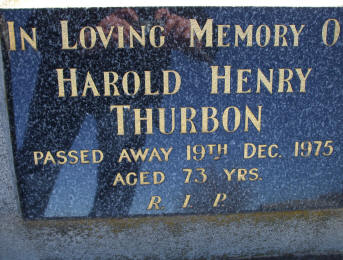 IN LOVING MEMORY O
HAROLD HENRY
THURBON
PASSED AWAY 19TH DEC. 1975
AGED 73 YRS.
R I P